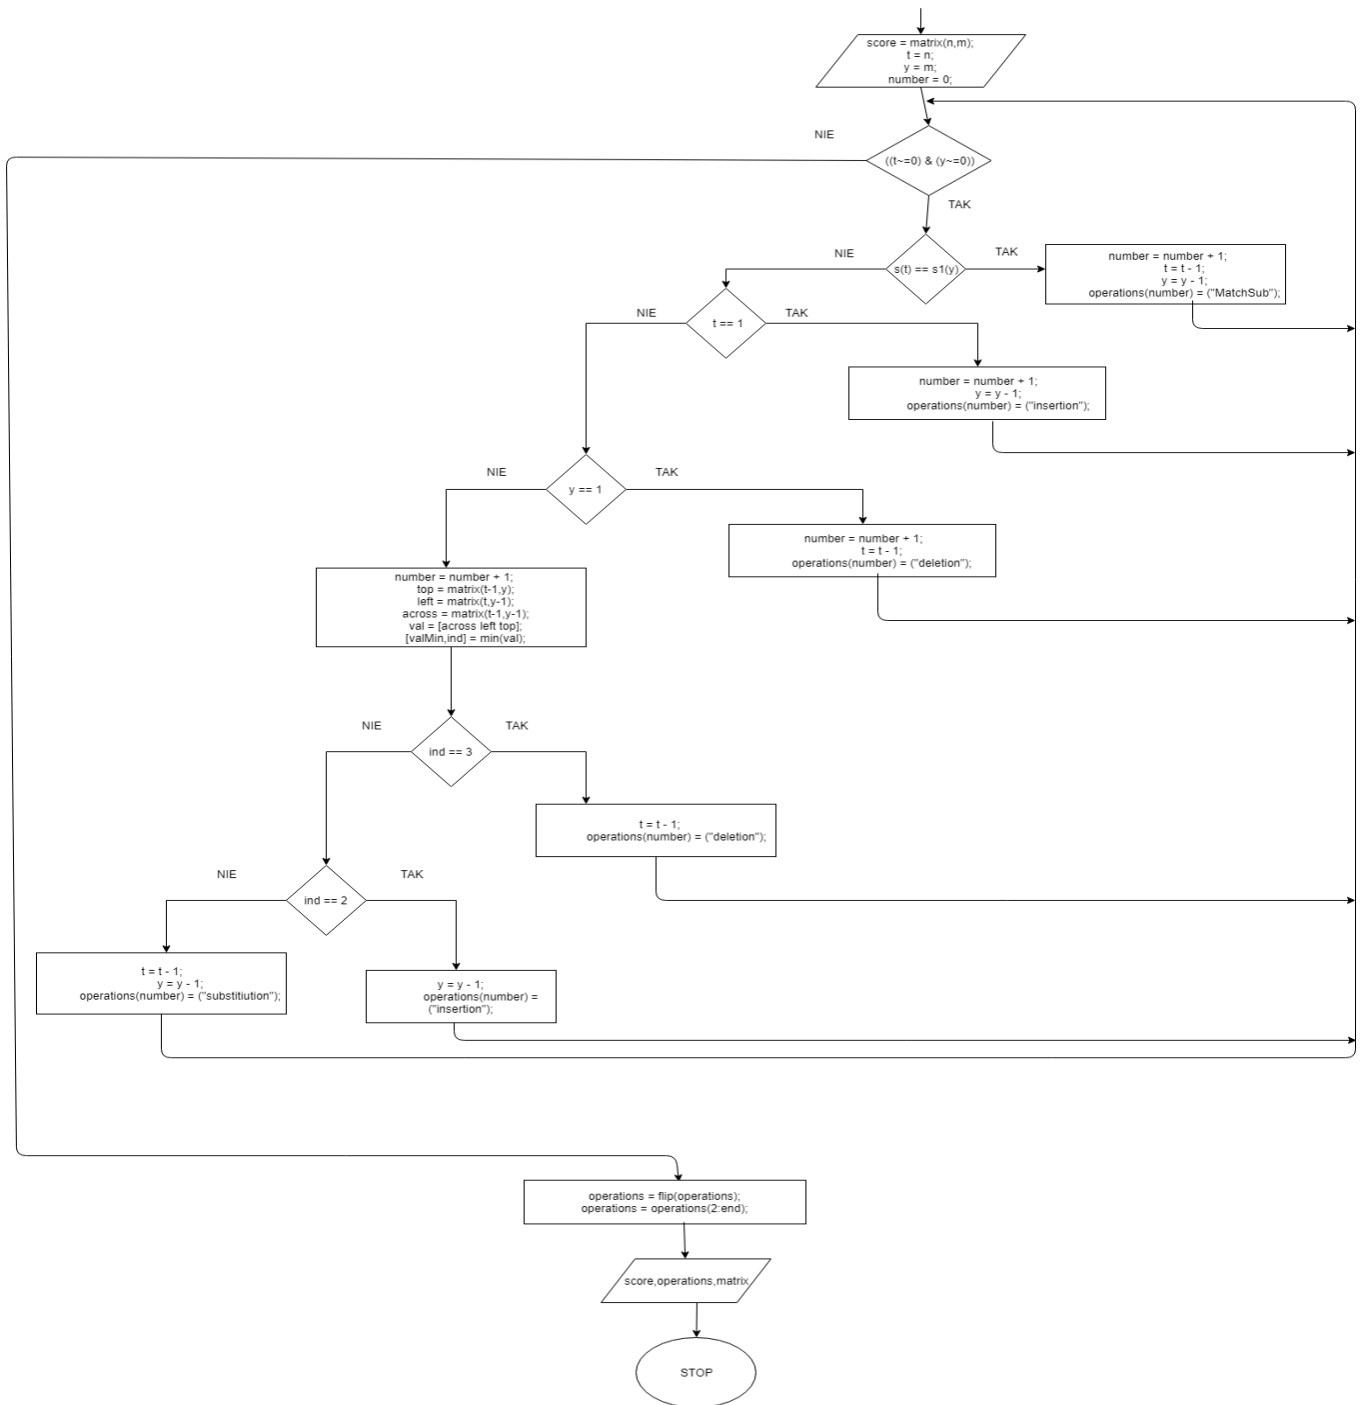 score = matrix(n,m);
t = n;
y = m;
number = 0;
NIE
((t~=0) & (y~=0))
TAK
NIE
s(t) == s1(y)
TAK
number = number + 1;
t = t - 1;
y = y - 1;
operations(number) = ("MatchSub");
NIE
t == 1
TAK
number = number + 1;
y = y - 1;
operations(number) = ("insertion");
NIE
y == 1
TAK
number = number + 1;
t = t - 1;
operations(number) = ("deletion");
number = number + 1;
top = matrix(t-1,y);
left = matrix(t,y-1);
across = matrix(t-1,y-1);
val = [across left top];
[valMin,ind] = min(val);
NIE
ind == 3
TAK
t = t - 1;
operations(number) = ("deletion");
NIE
ind == 2
TAK
t = t - 1;
y = y - 1;
operations(number) = ("substitiution");
y = y - 1;
operations(number) =
("insertion");
operations = flip(operations);
operations = operations(2:end);
score,operations,matrix
STOP